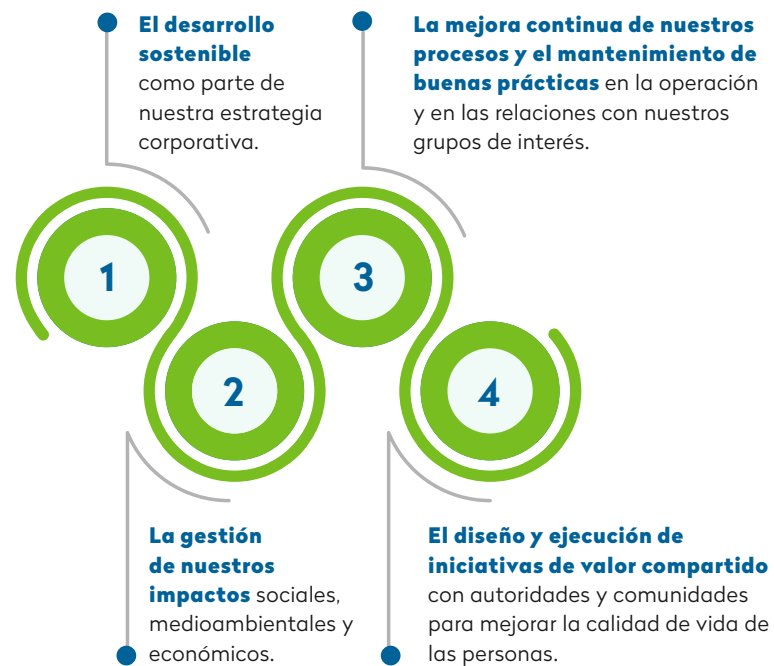 El desarrollo
sostenible
como parte de
nuestra estrategia
corporativa.
La mejora continua de nuestros
procesos y el mantenimiento de
buenas prácticas en la operación
y en las relaciones con nuestros
grupos de interés.
1
3
2
4
La gestión
de nuestros
impactos sociales,
medioambientales y
económicos.
El diseño y ejecución de
iniciativas de valor compartido
con autoridades y comunidades
para mejorar la calidad de vida de
las personas.